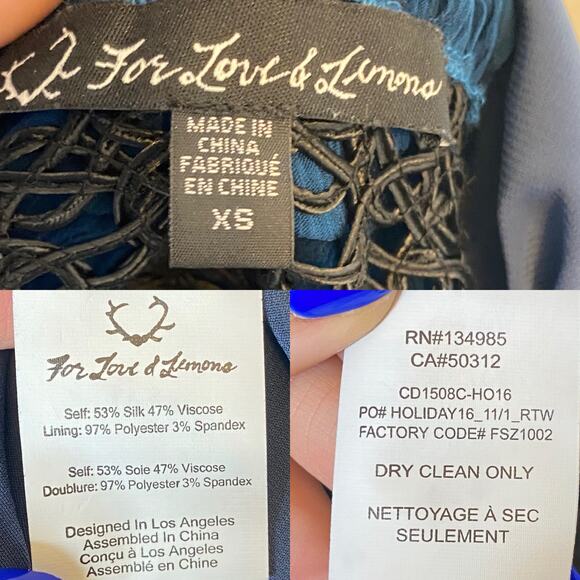 For Love & Lemons
MADE IN
CHINA
FABRIQUÉ
EN CHINE
XS
For Love & Lemons
Self: 53% Silk 47% Viscose
Lining: 97% Polyester 3% Spandex
Self: 53% Soie 47% Viscose
Doublure: 97% Polyester 3% Spandex
Designed In Los Angeles
Assembled In China
Conçu à Los Angeles
Assemblé en China
RN#134985
CA#50312
CD1508C-HO16
PO# HOLIDAY16_11/1_RTW
FACTORY CODE# FSZ1002
DRY CLEAN ONLY
NETTOYAGE À SEC
SEULEMENT